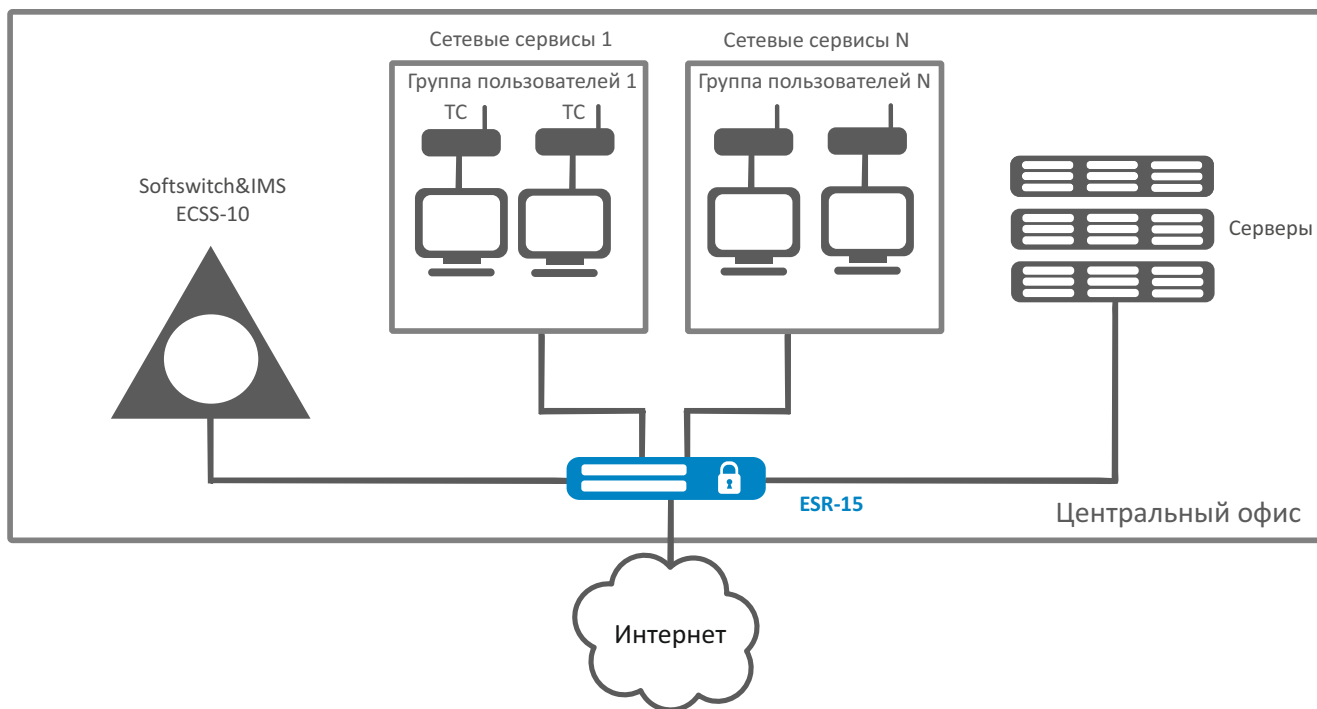 Сетевые сервисы 1
Сетевые сервисы N
Группа пользователей 1
Группа пользователей N
ТС
ТС
Softswitch&IMS
ECSS-10
Серверы
ESR-15
Центральный офис
Интернет